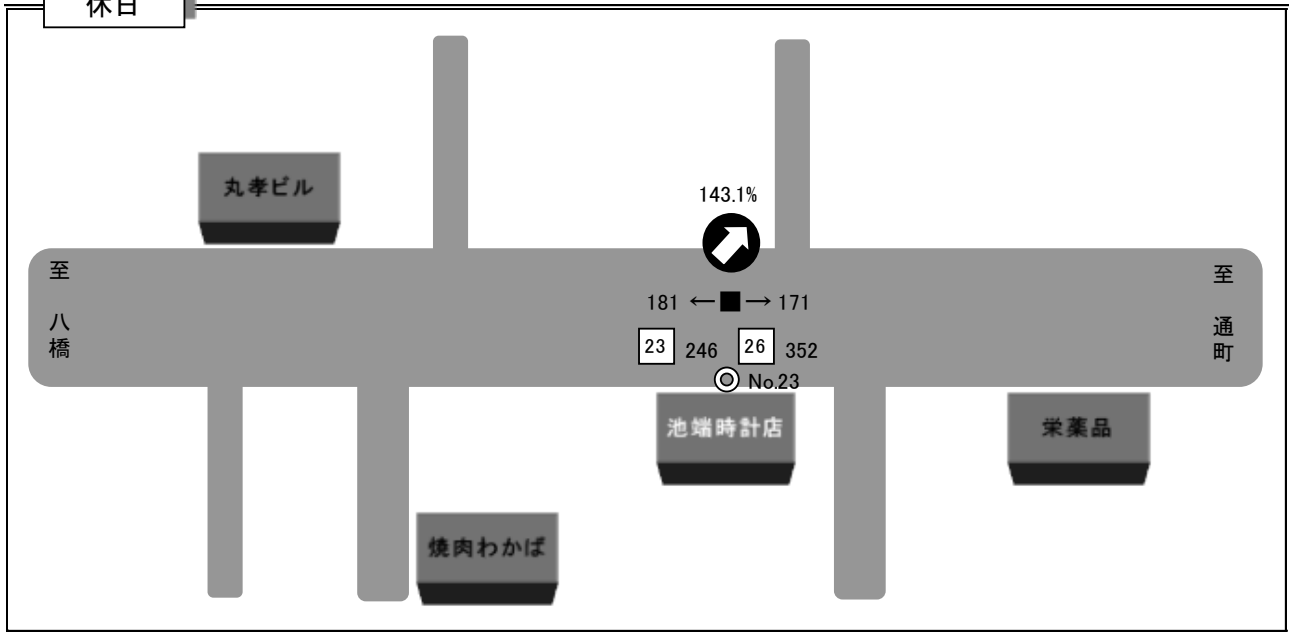 休日
丸孝ビル
143.1%
至 八橋
至 通町
181 ←■→ 171
23 246 26 352
◎ No.23
池端時計店
栄薬品
焼肉わかば